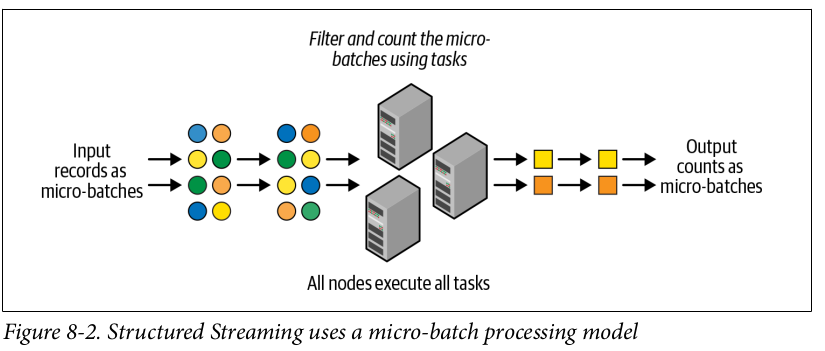 Filter and count the micro-
batches using tasks
Input
records as
micro-batches
Output
counts as
micro-batches
All nodes execute all tasks
Figure 8-2. Structured Streaming uses a micro-batch processing model